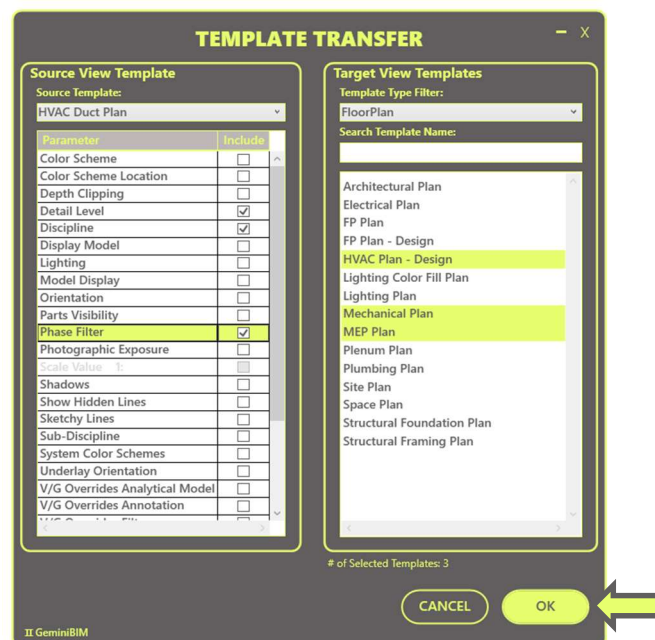 TEMPLATE TRANSFER
– X
Source View Template
Source Template:
HVAC Duct Plan
Parameter Include
Color Scheme
Color Scheme Location
Depth Clipping
Detail Level
Discipline
Display Model
Lighting
Model Display
Orientation
Parts Visibility
Phase Filter
Photographic Exposure
Scale Value 1:
Shadows
Show Hidden Lines
Sketchy Lines
Sub-Discipline
System Color Schemes
Underlay Orientation
V/G Overrides Analytical Model
V/G Overrides Annotation
Target View Templates
Template Type Filter:
FloorPlan
Search Template Name:
Architectural Plan
Electrical Plan
FP Plan
FP Plan - Design
HVAC Plan - Design
Lighting Color Fill Plan
Lighting Plan
Mechanical Plan
MEP Plan
Plenum Plan
Plumbing Plan
Site Plan
Space Plan
Structural Foundation Plan
Structural Framing Plan
# of Selected Templates: 3
CANCEL OK
II GeminiBIM